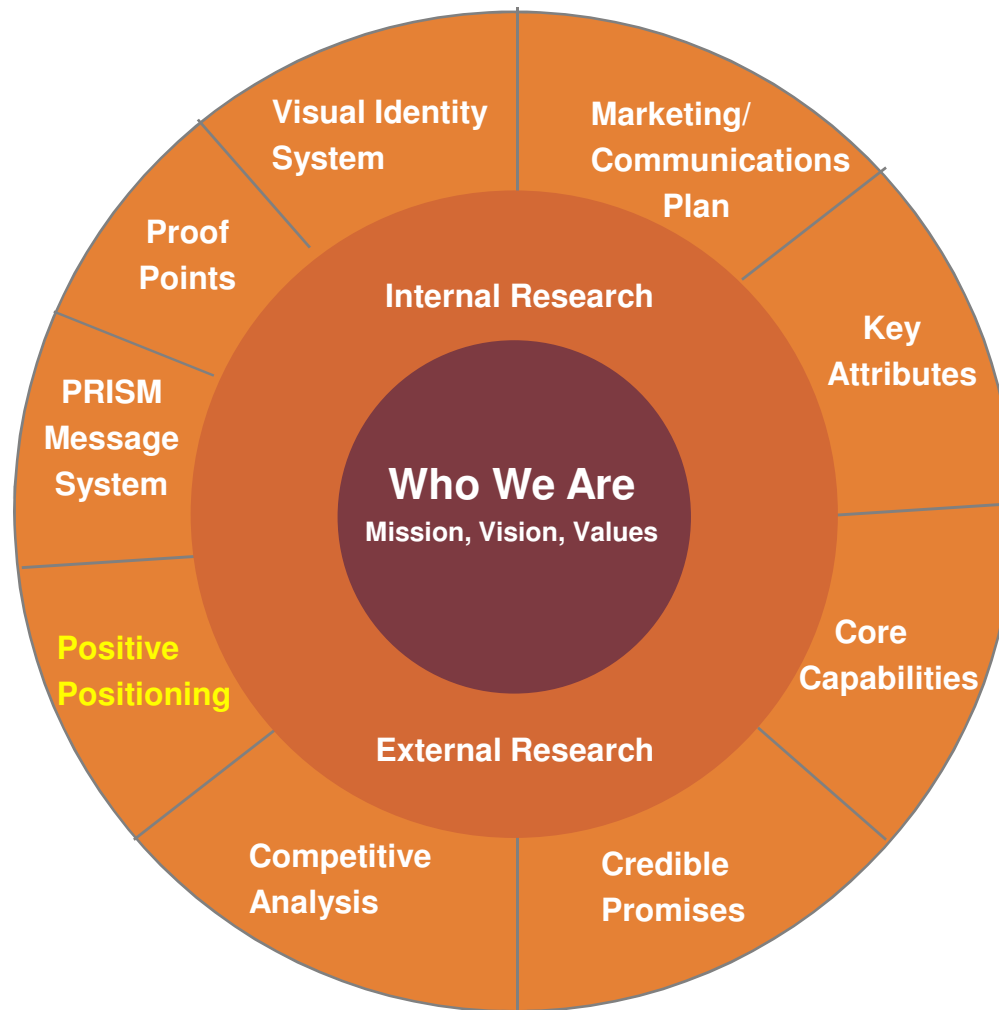 Visual Identity
System
Marketing/
Communications
Plan
Proof
Points
Internal Research
Key
Attributes
PRISM
Message
System
Who We Are
Mission, Vision, Values
Positive
Positioning
Core
Capabilities
External Research
Competitive
Analysis
Credible
Promises